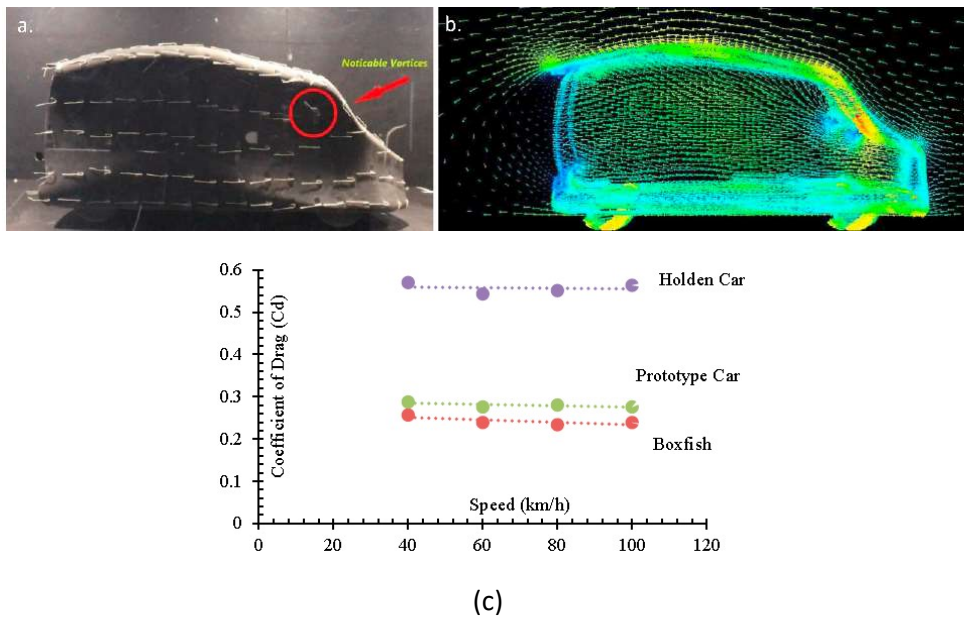 a.
Noticable Vortices
b.
0.6
0.5
0.4
0.3
0.2
0.1
0
Coefficient of Drag (Cd)
Holden Car
Prototype Car
Boxfish
Speed (km/h)
0 20 40 60 80 100 120
(c)